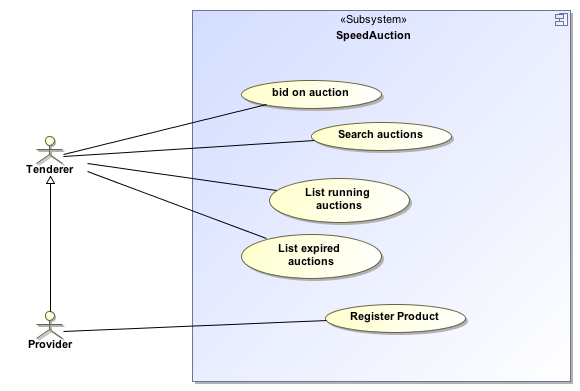 «Subsystem»
SpeedAuction
bid on auction
Search auctions
Tenderer
List running
auctions
List expired
auctions
Register Product
Provider